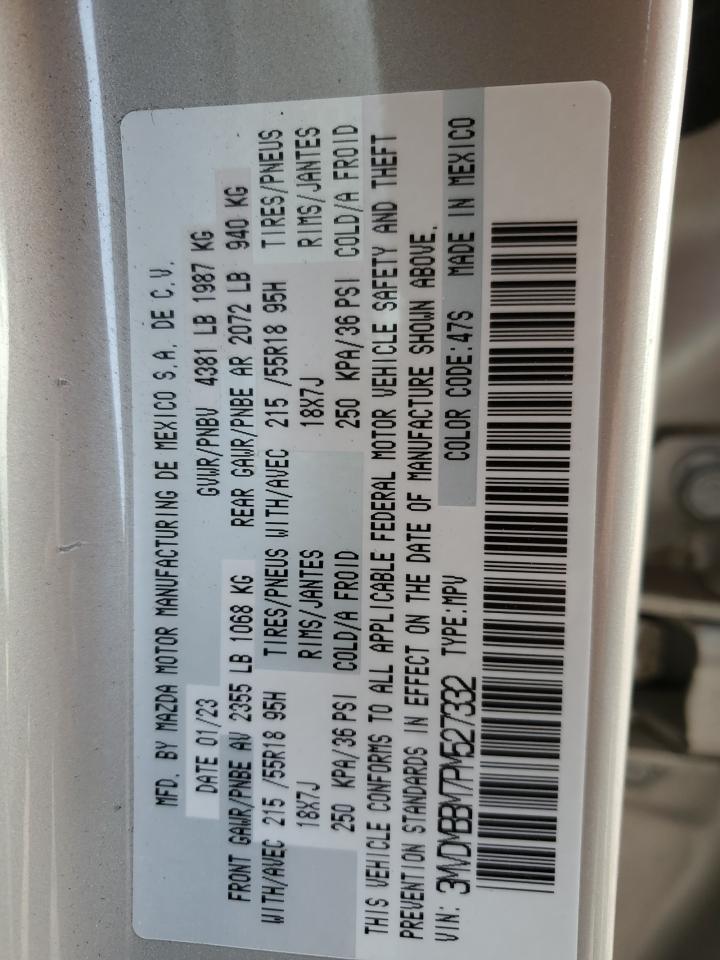 MFD. BY MAZDA MOTOR MANUFACTURING DE MEXICO S.A. DE C.V.
DATE 01/23 GVWR/PNBV 4381 LB 1987 KG
FRONT GAWR/PNBE AV 2355 LB 1068 KG REAR GAWR/PNBE AR 2072 LB 940 KG
WITH/AVEC 215 /55R18 95H TIRES/PNEUS WITH/AVEC 215 /55R18 95H TIRES/PNEUS
18X7J RIMS/JANTES 18X7J RIMS/JANTES
250 KPA/36 PSI COLD/A FROID 250 KPA/36 PSI COLD/A FROID
THIS VEHICLE CONFORMS TO ALL APPLICABLE FEDERAL MOTOR VEHICLE SAFETY AND THEFT
PREVENTION STANDARDS IN EFFECT ON THE DATE OF MANUFACTURE SHOWN ABOVE.
VIN: 3MVDMBBM7PM527332 TYPE:MPV COLOR CODE:47S MADE IN MEXICO